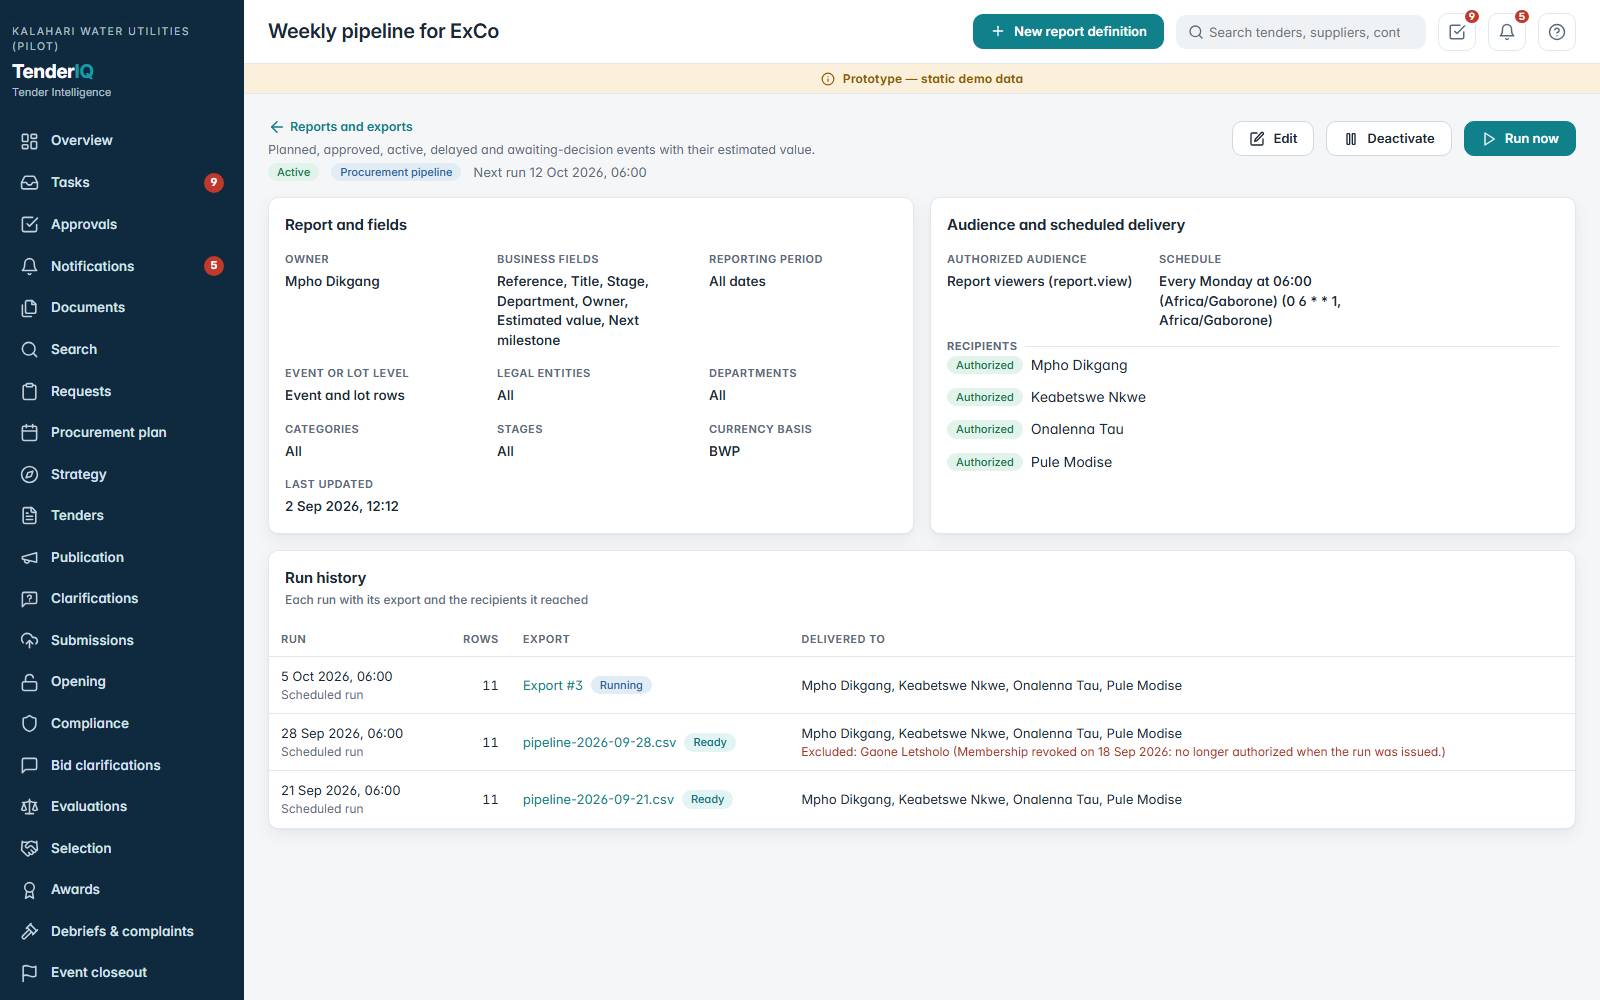 KALAHARI WATER UTILITIES
(PILOT)
TenderIQ
Tender Intelligence
Overview
Tasks
9
Approvals
Notifications
5
Documents
Search
Requests
Procurement plan
Strategy
Tenders
Publication
Clarifications
Submissions
Opening
Compliance
Bid clarifications
Evaluations
Selection
Awards
Debriefs & complaints
Event closeout
Weekly pipeline for ExCo
New report definition
Search tenders, suppliers, cont
9
5
Prototype — static demo data
Reports and exports
Planned, approved, active, delayed and awaiting-decision events with their estimated value.
Active
Procurement pipeline
Next run 12 Oct 2026, 06:00
Edit
Deactivate
Run now
Report and fields
OWNER
Mpho Dikgang
BUSINESS FIELDS
Reference, Title, Stage,
Department, Owner,
Estimated value, Next
milestone
REPORTING PERIOD
All dates
EVENT OR LOT LEVEL
Event and lot rows
LEGAL ENTITIES
All
DEPARTMENTS
All
CATEGORIES
All
STAGES
All
CURRENCY BASIS
BWP
LAST UPDATED
2 Sep 2026, 12:12
Audience and scheduled delivery
AUTHORIZED AUDIENCE
Report viewers (report.view)
SCHEDULE
Every Monday at 06:00
(Africa/Gaborone) (0 6 * * 1,
Africa/Gaborone)
RECIPIENTS
Authorized Mpho Dikgang
Authorized Keabetswe Nkwe
Authorized Onalenna Tau
Authorized Pule Modise
Run history
Each run with its export and the recipients it reached
RUN ROWS EXPORT DELIVERED TO
5 Oct 2026, 06:00
Scheduled run
11
Export #3 Running
Mpho Dikgang, Keabetswe Nkwe, Onalenna Tau, Pule Modise
28 Sep 2026, 06:00
Scheduled run
11
pipeline-2026-09-28.csv Ready
Mpho Dikgang, Keabetswe Nkwe, Onalenna Tau, Pule Modise
Excluded: Gaone Letsholo (Membership revoked on 18 Sep 2026: no longer authorized when the run was issued.)
21 Sep 2026, 06:00
Scheduled run
11
pipeline-2026-09-21.csv Ready
Mpho Dikgang, Keabetswe Nkwe, Onalenna Tau, Pule Modise